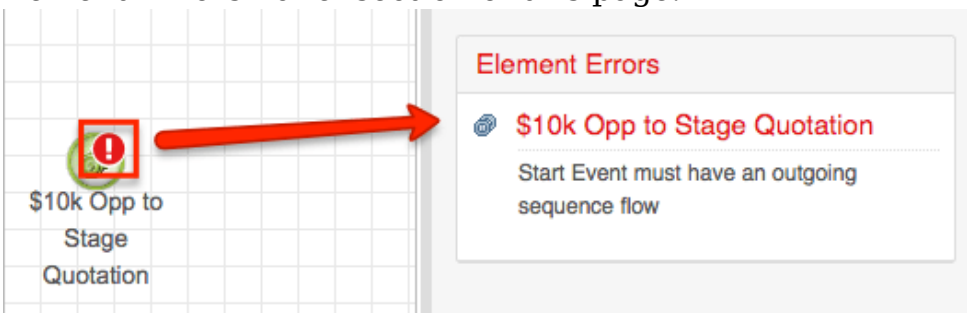 Element Errors
$10k Opp to Stage Quotation
Start Event must have an outgoing
sequence flow
$10k Opp to
Stage
Quotation